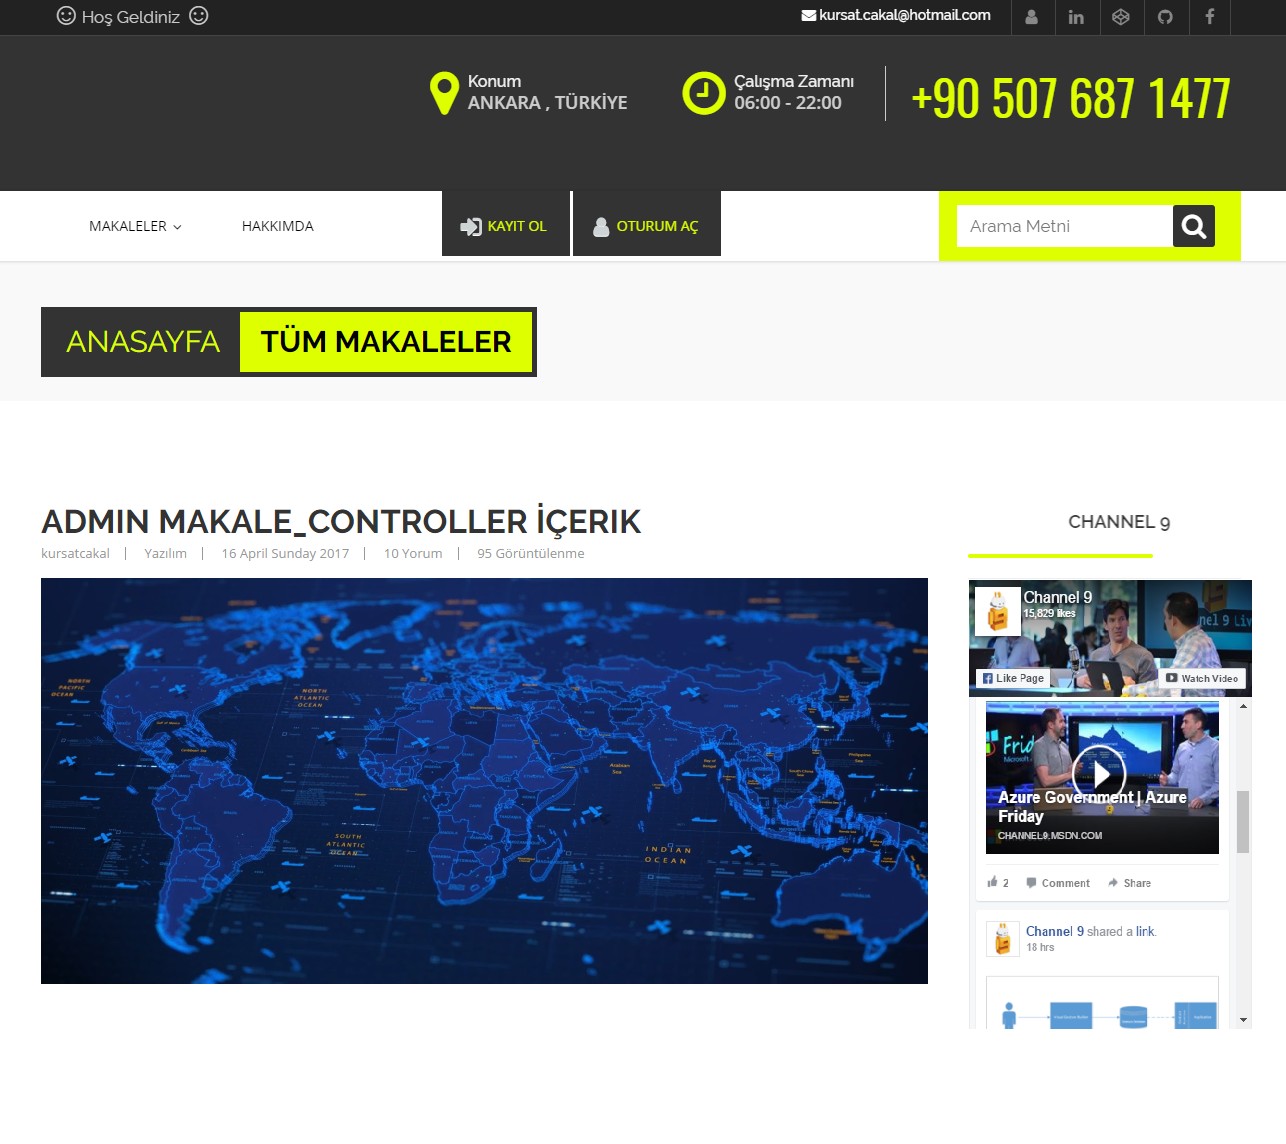 Hoş Geldiniz
kursat.cakal@hotmail.com
Konum
ANKARA , TÜRKİYE
Çalışma Zamanı
06:00 - 22:00
+90 507 687 1477
MAKALELER
HAKKIMDA
KAYIT OL
OTURUM AÇ
Arama Metni
ANASAYFA
TÜM MAKALELER
ADMIN MAKALE_CONTROLLER İÇERIK
kursatcakal
Yazılım
16 April Sunday 2017
10 Yorum
95 Görüntülenme
NORTH PACIFIC OCEAN
NORTH
ATLANTIC
OCEAN
SOUTH
ATLANTIC
OCEAN
Arabian
Sea
INDIAN
OCEAN
CHANNEL 9
Channel 9
15,829 likes
Like Page
Watch Video
Azure Government | Azure
Friday
CHANNEL9.MSDN.COM
2
Comment
Share
Channel 9 shared a link.
18 hrs